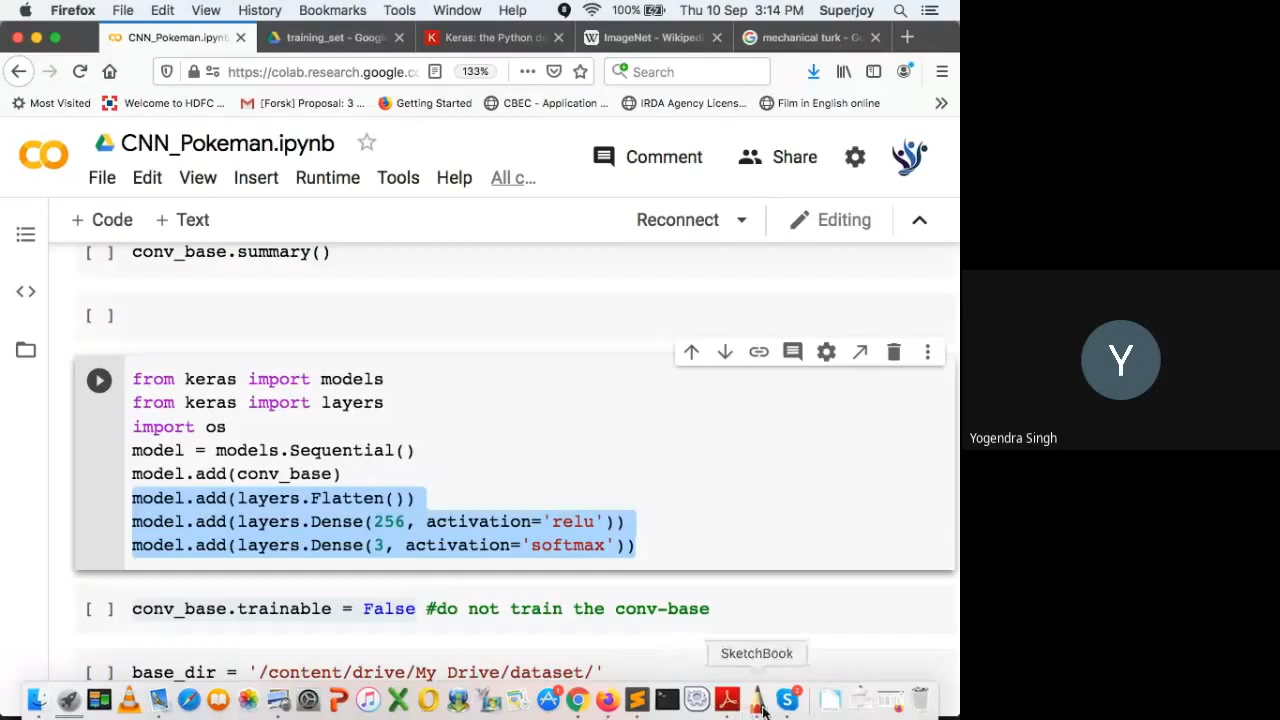 Firefox File Edit View History Bookmarks Tools Window Help 100% Thu 10 Sep 3:14 PM Superjoy
CNN_Pokeman.ipynb training_set - Goog Keras: the Python de ImageNet - Wikiped mechanical turk - Go
https://colab.research.google.co 133% Search
Most Visited Welcome to HDFC ... [Forsk] Proposal: 3 ... Getting Started CBEC - Application ... IRDA Agency Licens... Film in English online
CO CNN_Pokeman.ipynb Comment Share
File Edit View Insert Runtime Tools Help All c...
+ Code + Text Reconnect Editing
[ ] conv_base.summary()
[ ]
from keras import models
from keras import layers
import os
model = models.Sequential()
model.add(conv_base)
model.add(layers.Flatten())
model.add(layers.Dense(256, activation='relu'))
model.add(layers.Dense(3, activation='softmax'))
[ ] conv_base.trainable = False #do not train the conv-base
SketchBook
[ ] base_dir = '/content/drive/My Drive/dataset/'
Y
Yogendra Singh